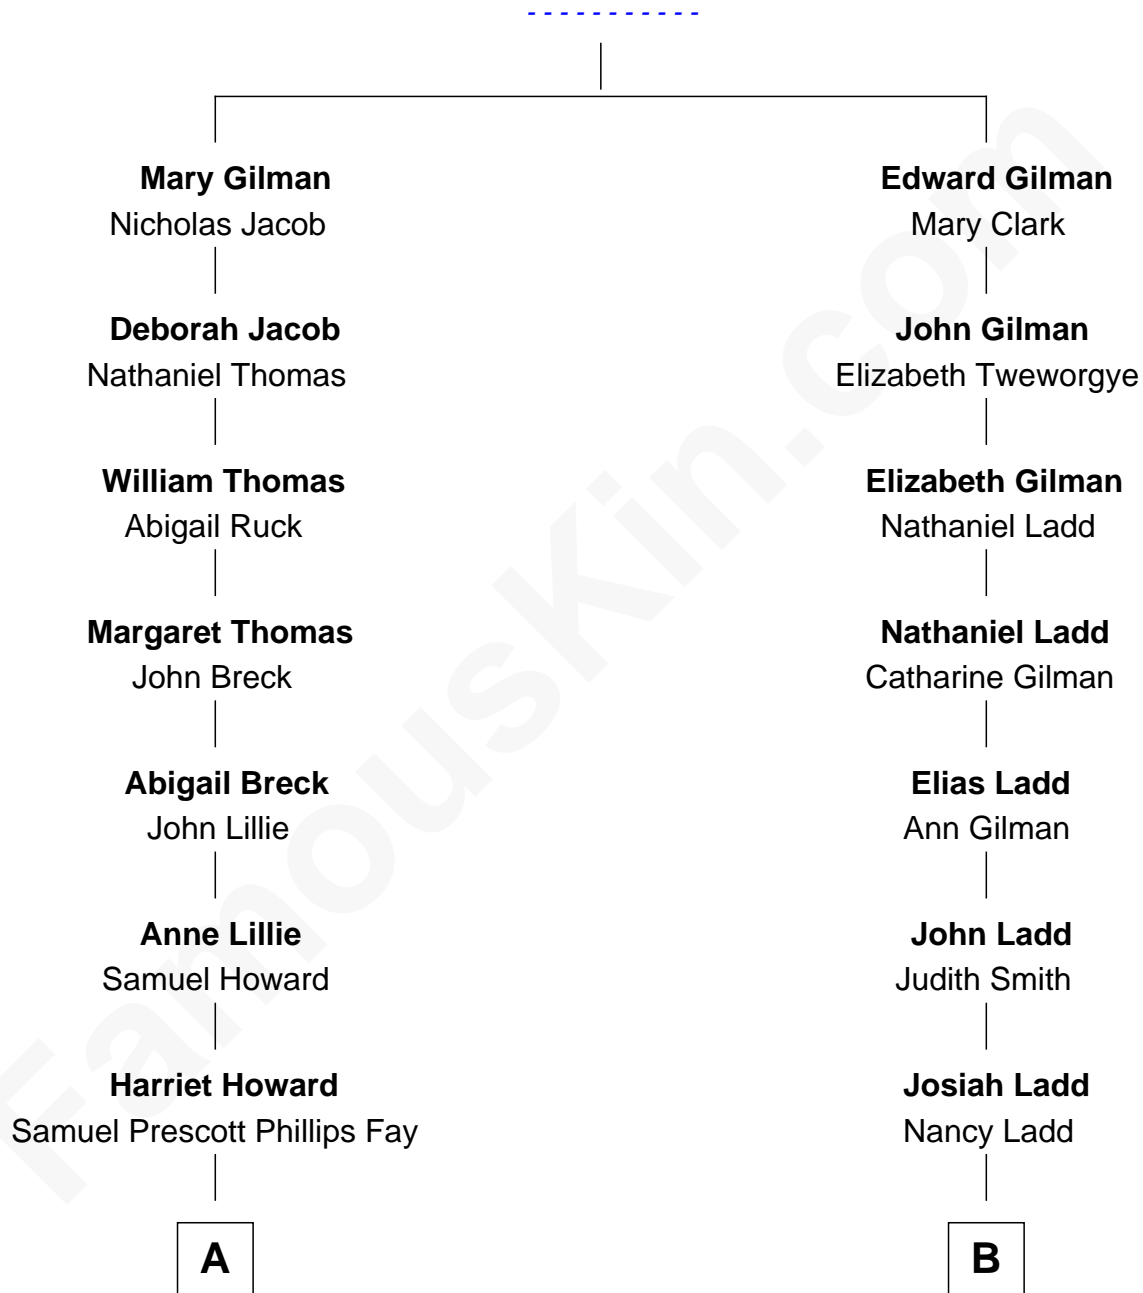 - - - - - - - - - - -
Mary Gilman
Nicholas Jacob
Deborah Jacob
Nathaniel Thomas
William Thomas
Abigail Ruck
Margaret Thomas
John Breck
Abigail Breck
John Lillie
Anne Lillie
Samuel Howard
Harriet Howard
Samuel Prescott Phillips Fay
A
Edward Gilman
Mary Clark
John Gilman
Elizabeth Tweworgye
Elizabeth Gilman
Nathaniel Ladd
Nathaniel Ladd
Catharine Gilman
Elias Ladd
Ann Gilman
John Ladd
Judith Smith
Josiah Ladd
Nancy Ladd
B
FamousKin.com